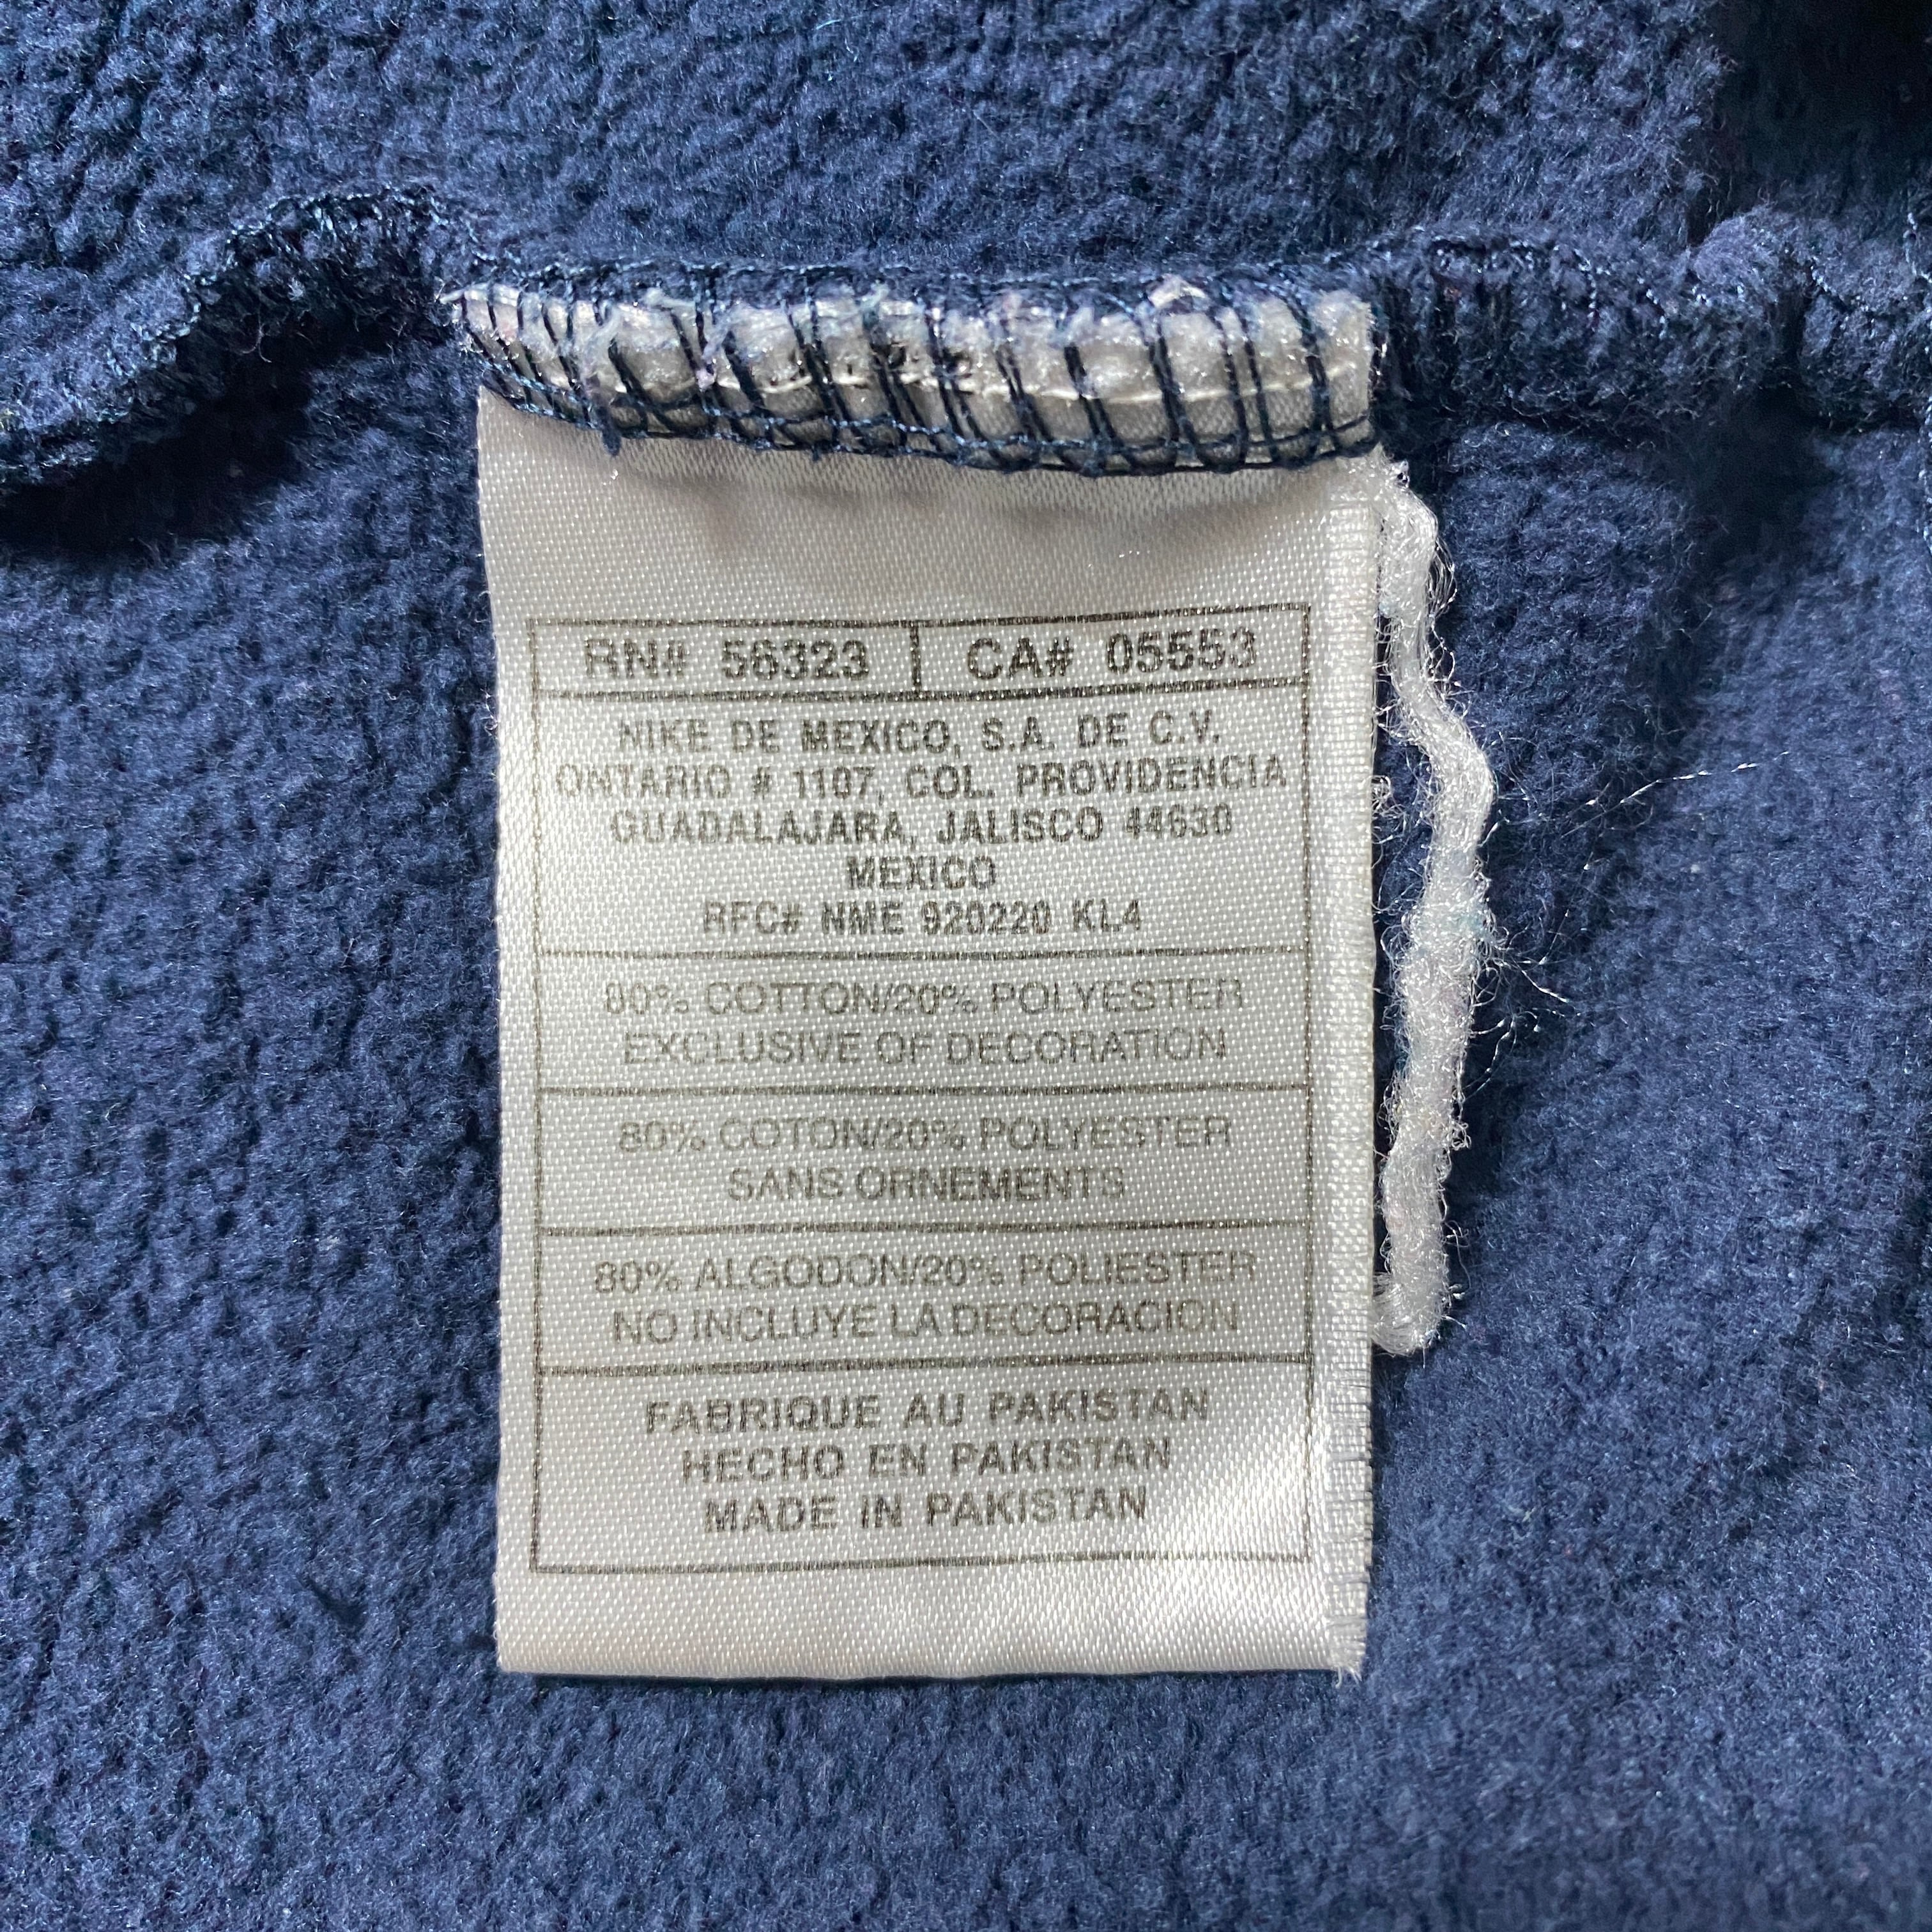 RN# 56323 | CA# 05553
NIKE DE MEXICO, S.A. DE C.V.
ONTARIO # 1107, COL. PROVIDENCIA
GUADALAJARA, JALISCO 44630
MEXICO
RFC# NME 920220 KL4
80% COTTON/20% POLYESTER
EXCLUSIVE OF DECORATION
80% COTON/20% POLYESTER
SANS ORNEMENTS
80% ALGODON/20% POLIESTER
NO INCLUYE LA DECORACION
FABRIQUE AU PAKISTAN
HECHO EN PAKISTAN
MADE IN PAKISTAN